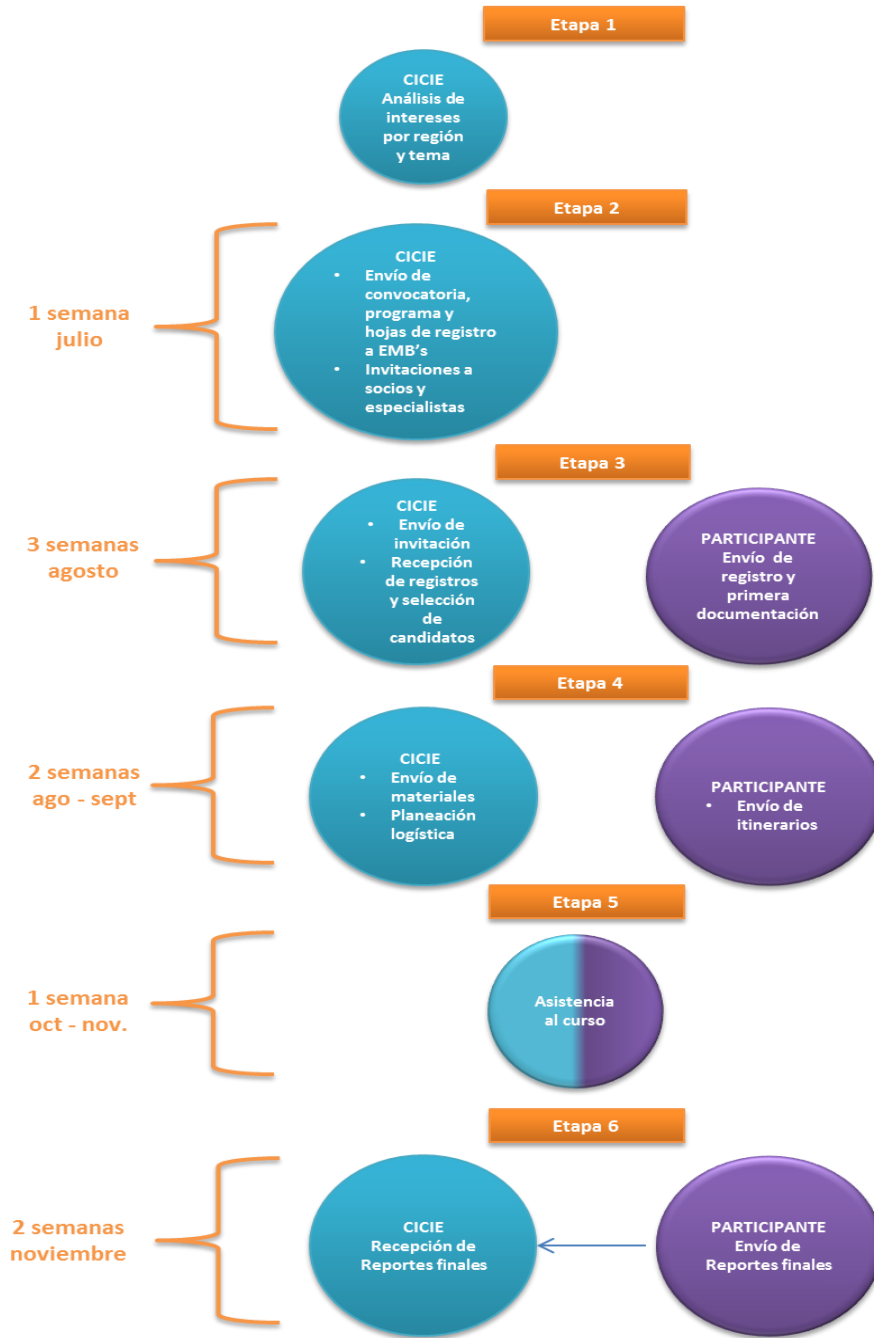 Etapa 1
CICIE
Análisis de
intereses
por región
y tema
Etapa 2
1 semana
julio
CICIE
• Envío de
convocatoria,
programa y
hojas de registro
a EMB's
• Invitaciones a
socios y
especialistas
Etapa 3
3 semanas
agosto
CICIE
• Envío de
invitación
• Recepción
de registros
y selección
de
candidatos
PARTICIPANTE
Envío de
registro y
primera
documentación
Etapa 4
2 semanas
ago - sept
CICIE
• Envío de
materiales
• Planeación
logística
PARTICIPANTE
• Envío de
itinerarios
Etapa 5
1 semana
oct - nov.
Asistencia
al curso
Etapa 6
2 semanas
noviembre
CICIE
Recepción de
Reportes finales
PARTICIPANTE
Envío de
Reportes finales